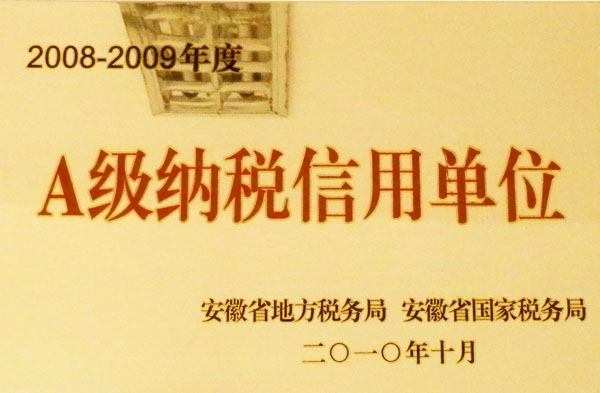 2008-2009年度
A级纳税信用单位
安徽省地方税务局 安徽省国家税务局
二〇一〇年十月